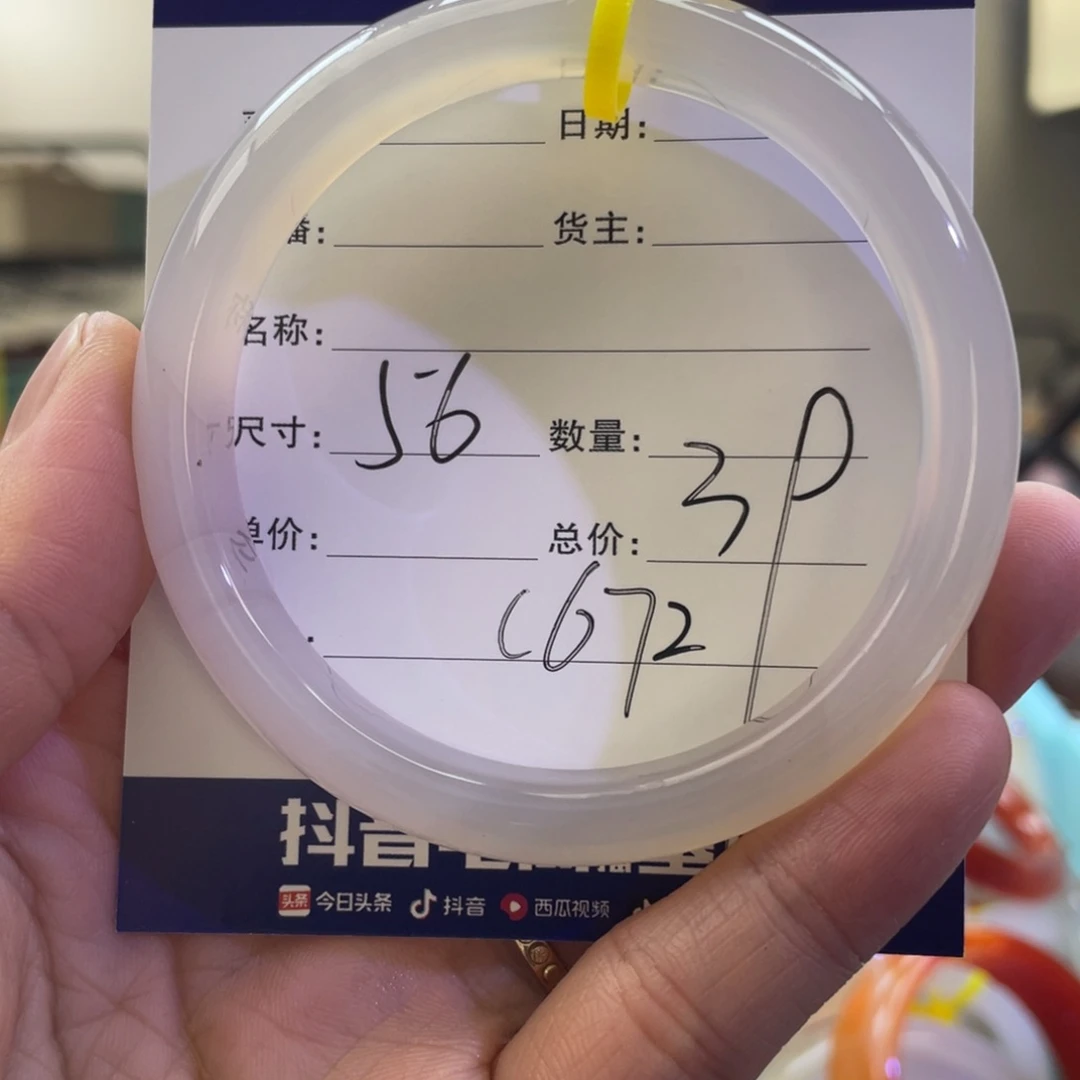 日期:
货主:
名称:
尺寸: 56 数量:
3P
单价: 总价:
C672
抖音
今日头条 抖音 西瓜视频